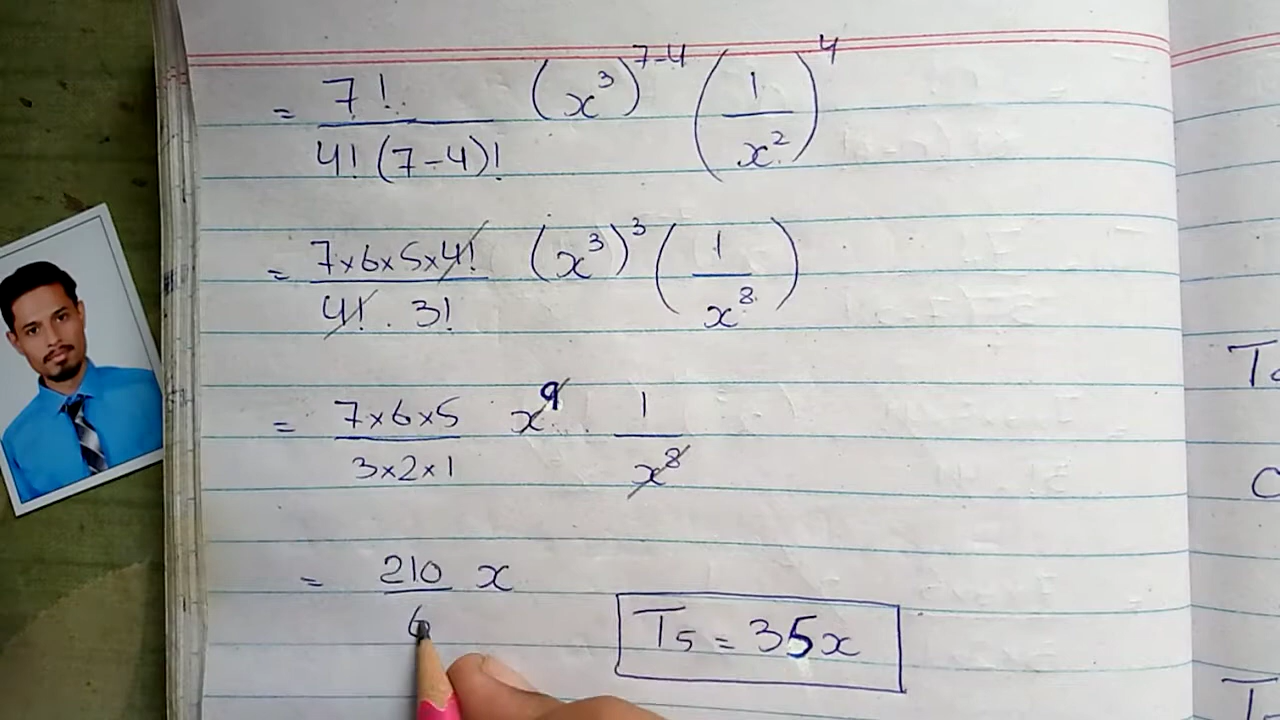 = 7! / 4! (7-4)! (x³)⁷⁻⁴ (1 / x²)⁴
= 7×6×5×4! / 4! . 3! (x³)³ (1 / x⁸)
= 7×6×5 / 3×2×1 x⁹ . 1 / x⁸
= 210 / 6 x
T₅ = 35x